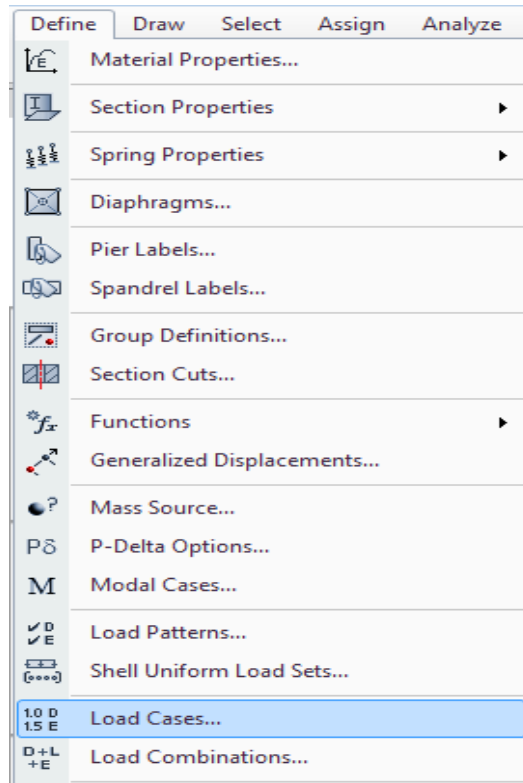 Define Draw Select Assign Analyze
E Material Properties...
I Section Properties
Spring Properties
Diaphragms...
Pier Labels...
Spandrel Labels...
Group Definitions...
Section Cuts...
fx Functions
Generalized Displacements...
? Mass Source...
Pδ P-Delta Options...
M Modal Cases...
D
E Load Patterns...
Shell Uniform Load Sets...
1.0 D
1.5 E Load Cases...
D+L
+E Load Combinations...